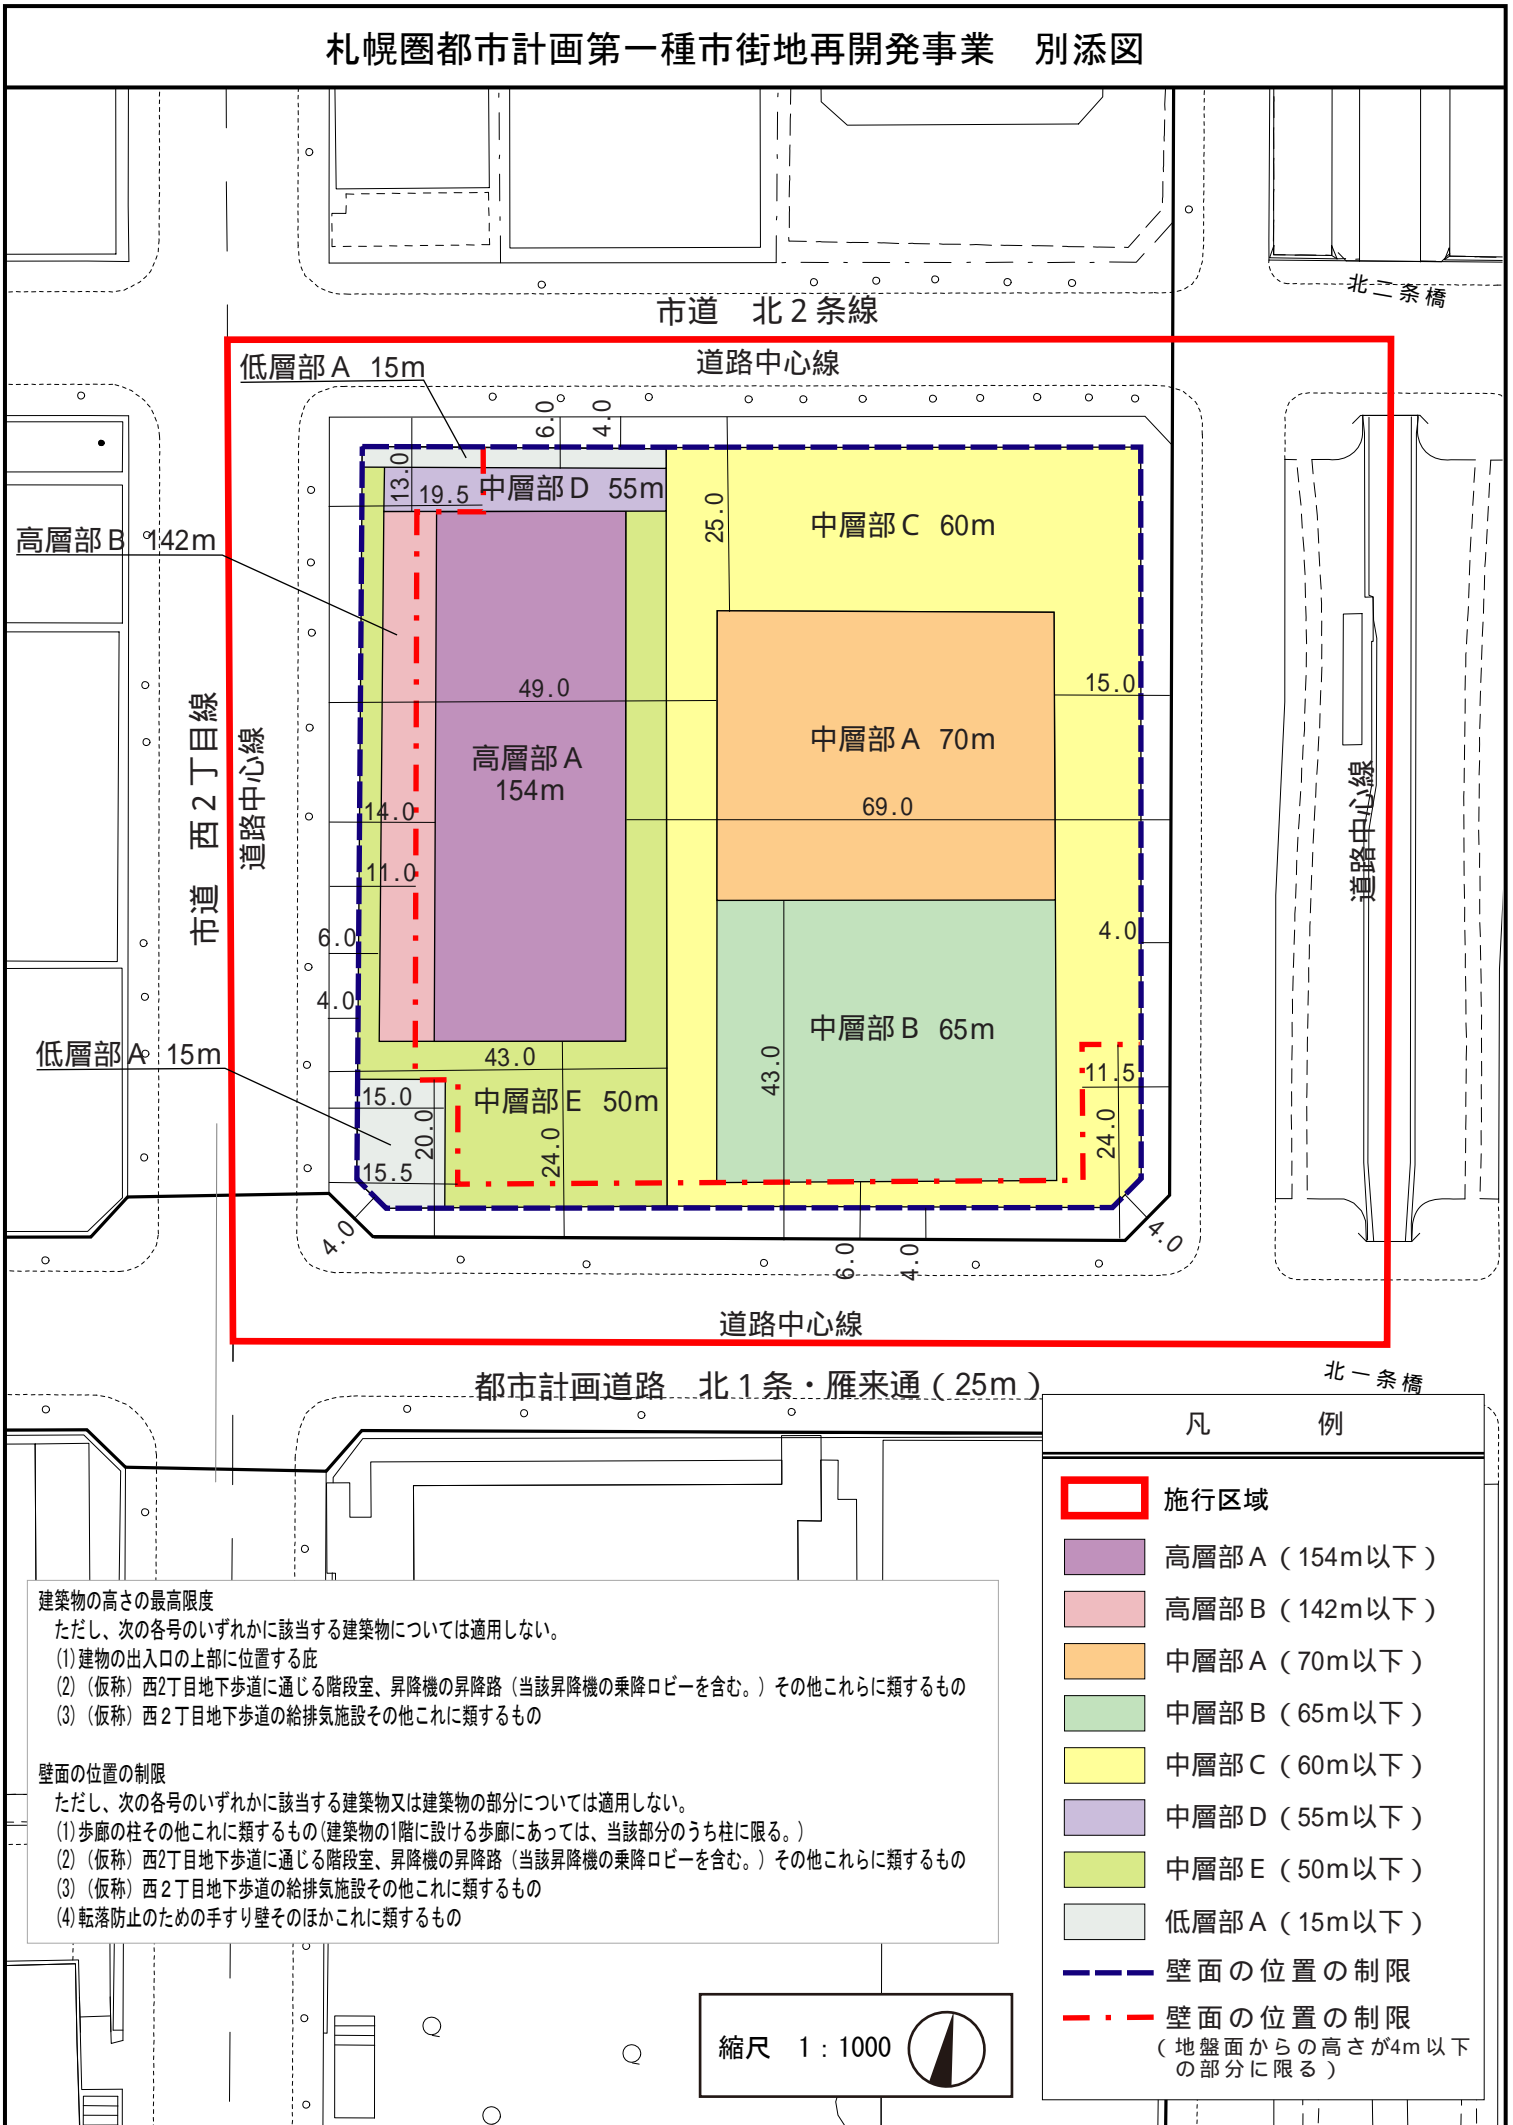 札幌圏都市計画第一種市街地再開発事業　別添図
北二条橋
市道　北２条線
道路中心線
低層部Ａ 15m
6.0
4.0
13.0
19.5
中層部Ｄ 55m
25.0
中層部Ｃ 60m
高層部Ｂ 142m
49.0
15.0
高層部Ａ
154m
中層部Ａ 70m
69.0
市道　西２丁目線
道路中心線
道路中心線
14.0
11.0
6.0
4.0
4.0
中層部Ｂ 65m
低層部Ａ 15m
43.0
43.0
11.5
15.0
20.0
中層部Ｅ 50m
24.0
24.0
15.5
4.0
6.0
4.0
4.0
道路中心線
都市計画道路　北１条・雁来通（25m）
北一条橋
凡　例
施行区域
高層部Ａ（154m以下）
高層部Ｂ（142m以下）
中層部Ａ（70m以下）
中層部Ｂ（65m以下）
中層部Ｃ（60m以下）
中層部Ｄ（55m以下）
中層部Ｅ（50m以下）
低層部Ａ（15m以下）
壁面の位置の制限
壁面の位置の制限
（地盤面からの高さが4m以下
の部分に限る）
建築物の高さの最高限度
ただし、次の各号のいずれかに該当する建築物については適用しない。
(1)建物の出入口の上部に位置する庇
(2)（仮称）西2丁目地下歩道に通じる階段室、昇降機の昇降路（当該昇降機の乗降ロビーを含む。）その他これらに類するもの
(3)（仮称）西２丁目地下歩道の給排気施設その他これに類するもの
壁面の位置の制限
ただし、次の各号のいずれかに該当する建築物又は建築物の部分については適用しない。
(1)歩廊の柱その他これに類するもの(建築物の1階に設ける歩廊にあっては、当該部分のうち柱に限る。)
(2)（仮称）西2丁目地下歩道に通じる階段室、昇降機の昇降路（当該昇降機の乗降ロビーを含む。）その他これらに類するもの
(3)（仮称）西２丁目地下歩道の給排気施設その他これに類するもの
(4)転落防止のための手すり壁そのほかこれに類するもの
縮尺　1：1000